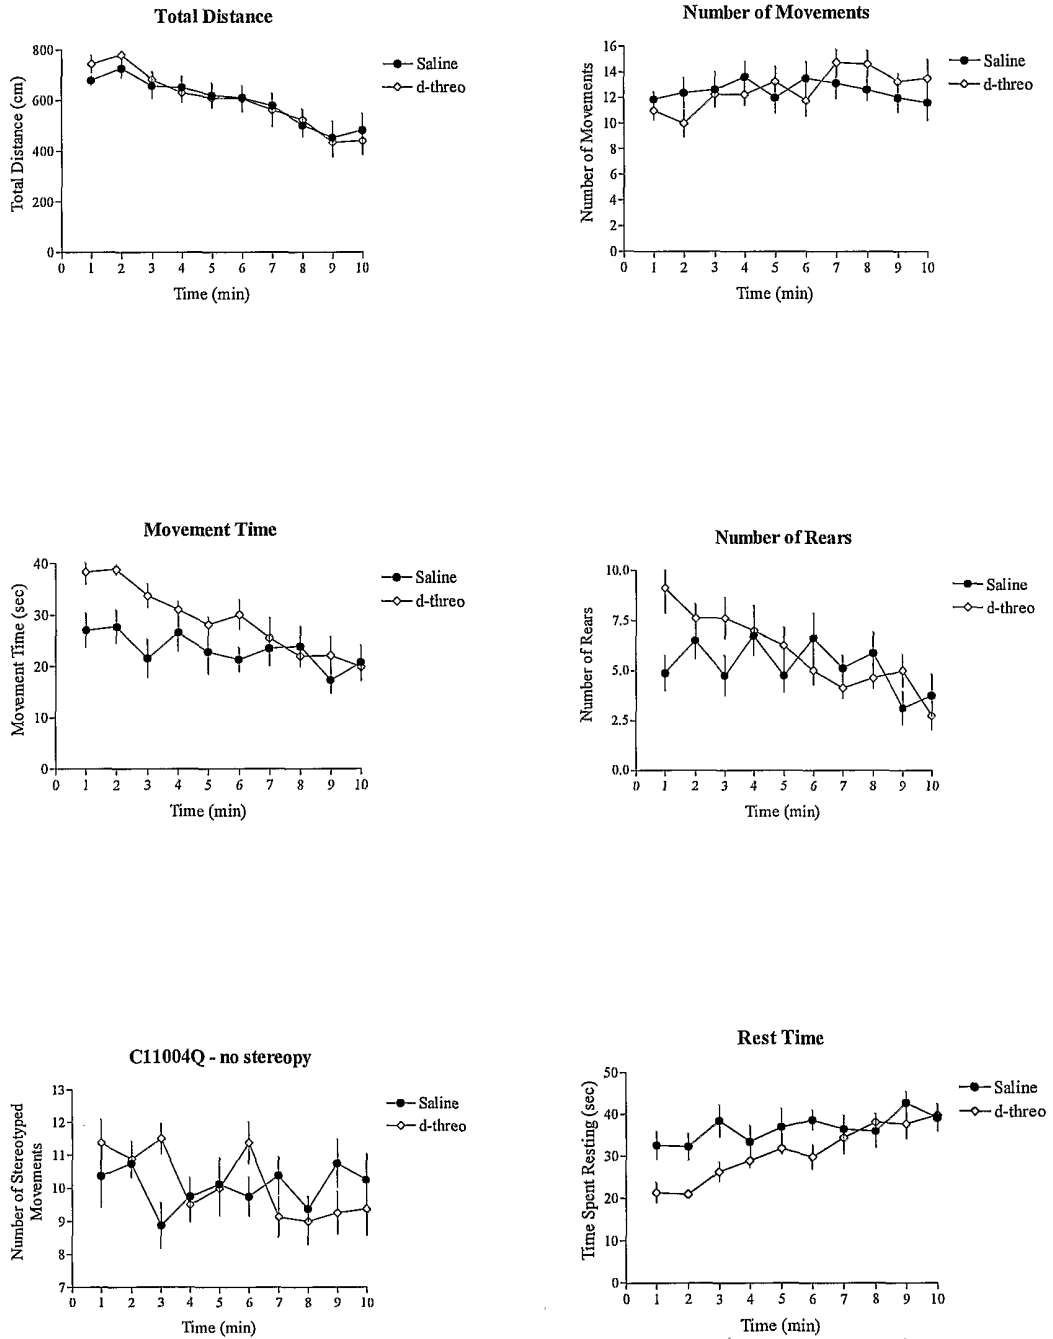 Total Distance
800
600
400
200
0
Total Distance (cm)
0 1 2 3 4 5 6 7 8 9 10
Time (min)
Saline
d-threo
Number of Movements
16
14
12
10
8
6
4
2
0
Number of Movements
0 1 2 3 4 5 6 7 8 9 10
Time (min)
Saline
d-threo
Movement Time
40
30
20
10
0
Movement Time (sec)
0 1 2 3 4 5 6 7 8 9 10
Time (min)
Saline
d-threo
Number of Rears
10.0
7.5
5.0
2.5
0.0
Number of Rears
0 1 2 3 4 5 6 7 8 9 10
Time (min)
Saline
d-threo
C11004Q - no stereopy
13
12
11
10
9
8
7
Number of Stereotyped
Movements
0 1 2 3 4 5 6 7 8 9 10
Time (min)
Saline
d-threo
Rest Time
50
40
30
20
10
0
Time Spent Resting (sec)
0 1 2 3 4 5 6 7 8 9 10
Time (min)
Saline
d-threo